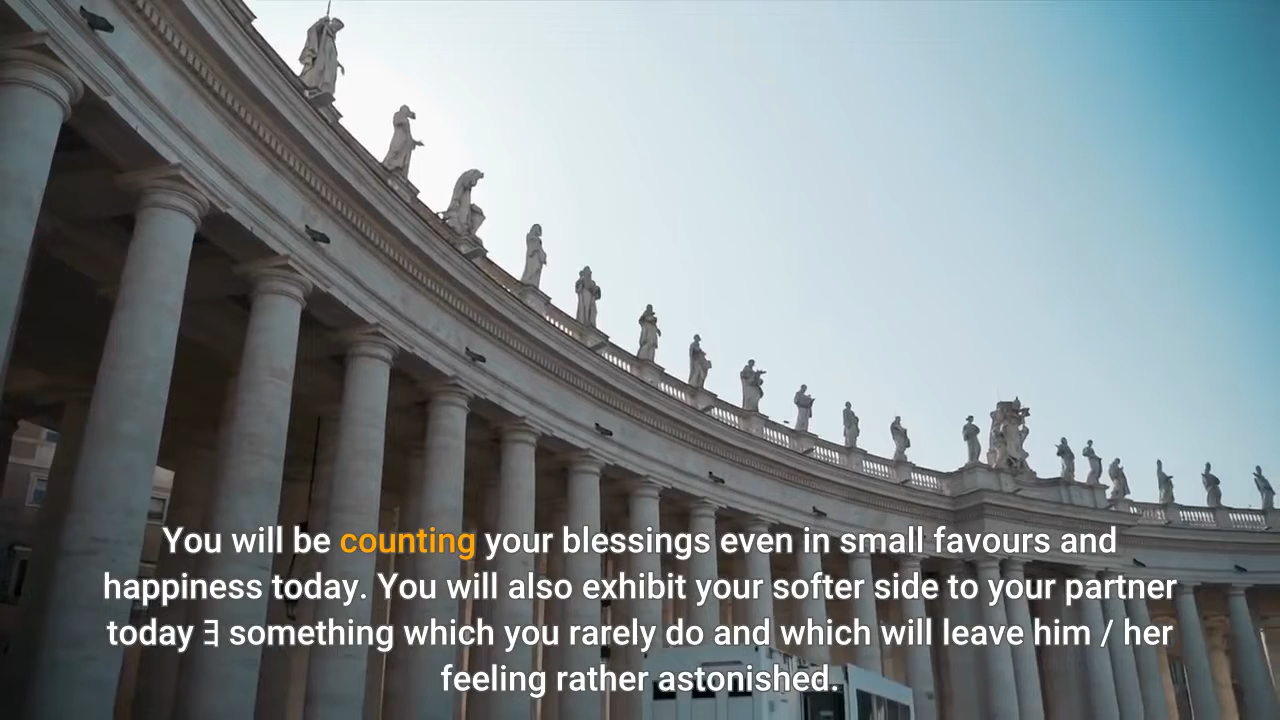 You will be counting your blessings even in small favours and
happiness today. You will also exhibit your softer side to your partner
today ∃ something which you rarely do and which will leave him / her
feeling rather astonished.